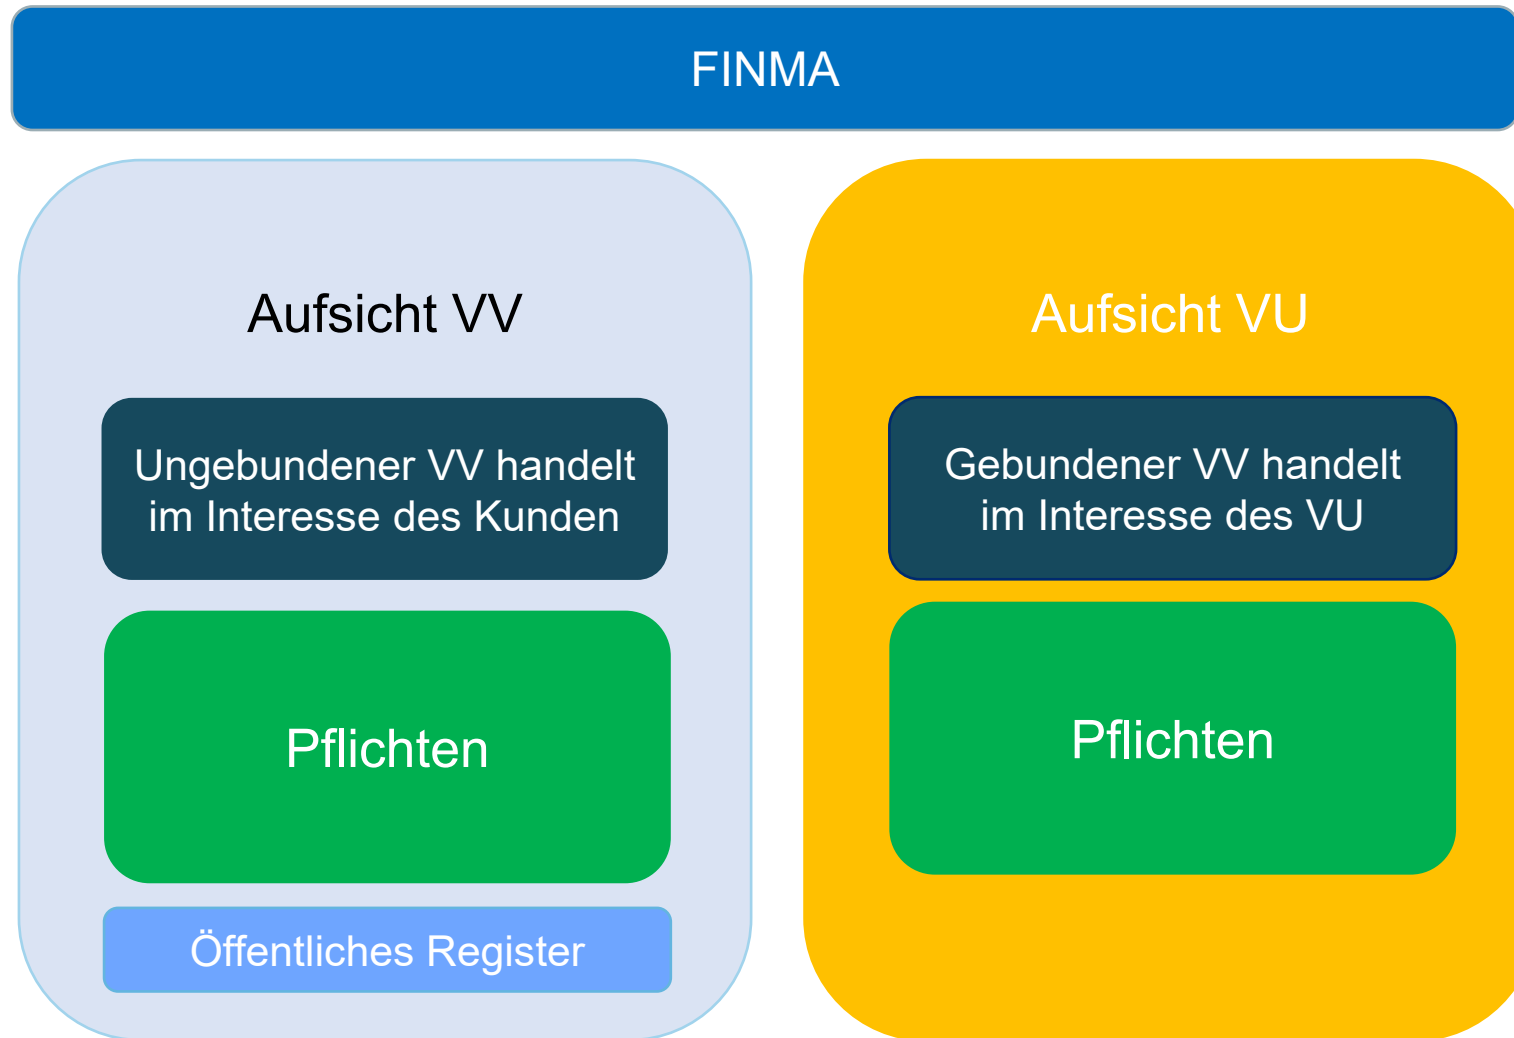 FINMA
Aufsicht VV
Ungebundener VV handelt
im Interesse des Kunden
Pflichten
Öffentliches Register
Aufsicht VU
Gebundener VV handelt
im Interesse des VU
Pflichten